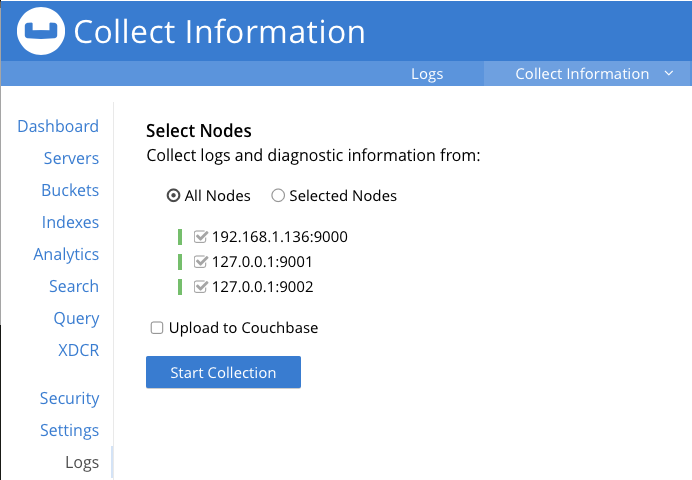 Collect Information
Logs Collect Information
Dashboard
Servers
Buckets
Indexes
Analytics
Search
Query
XDCR
Security
Settings
Logs
Select Nodes
Collect logs and diagnostic information from:
All Nodes Selected Nodes
192.168.1.136:9000
127.0.0.1:9001
127.0.0.1:9002
Upload to Couchbase
Start Collection